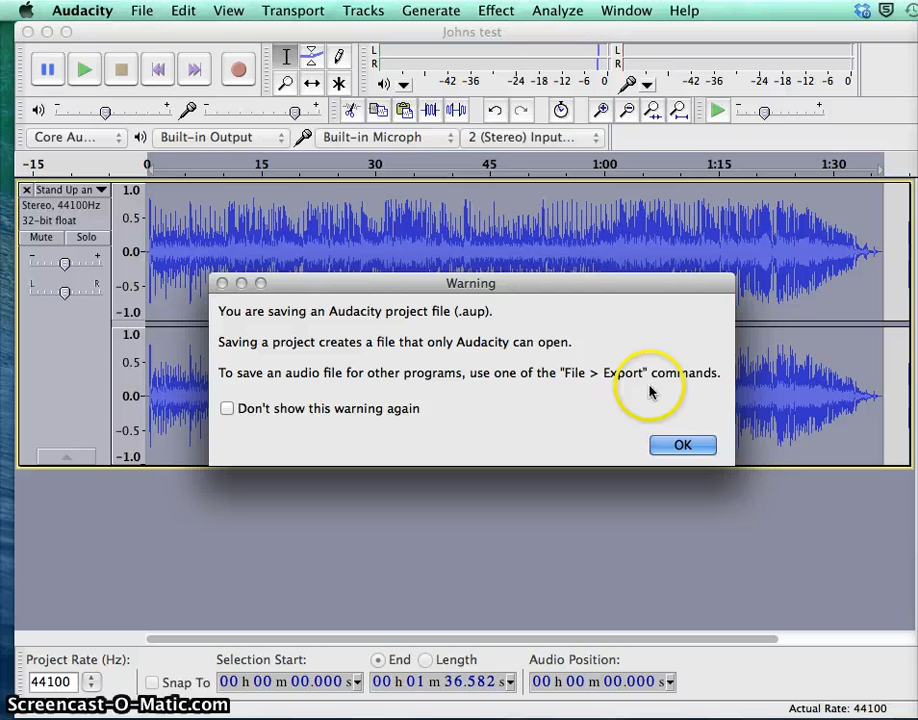 Audacity File Edit View Transport Tracks Generate Effect Analyze Window Help
Johns test
L
R
-42 -36 -24 -18 -12 0
L
R
-42 -36 -24 -18 -12 0
Core Au... Built-in Output Built-in Microph 2 (Stereo) Input...
-15 0 15 30 45 1:00 1:15 1:30
Stand Up an
Stereo, 44100Hz
32-bit float
Mute Solo
- +
L R
1.0
0.5
0.0
-0.5
-1.0
1.0
0.5
0.0
-0.5
-1.0
Warning
You are saving an Audacity project file (.aup).
Saving a project creates a file that only Audacity can open.
To save an audio file for other programs, use one of the "File > Export" commands.
Don't show this warning again
OK
Project Rate (Hz): Selection Start: End Length Audio Position:
44100 Snap To 00 h 00 m 00.000 s 00 h 01 m 36.582 s 00 h 00 m 00.000 s
Screencast-O-Matic.com
Actual Rate: 44100